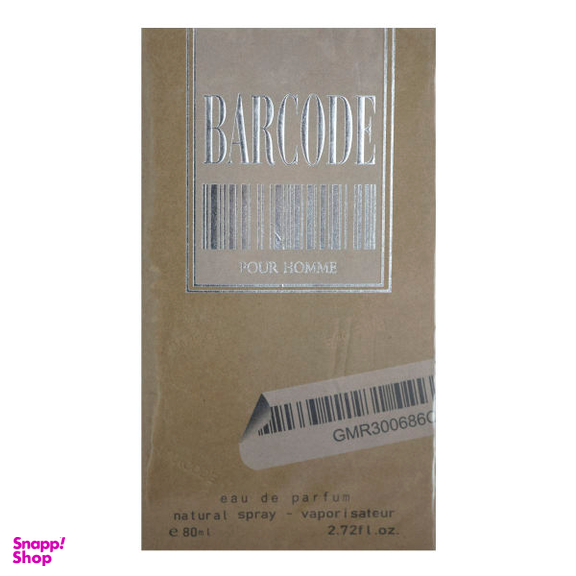 BARCODE
POUR HOMME
GMR300686
eau de parfum
natural spray - vaporisateur
e 80ml
2.72fl.oz.
Snapp!
Shop